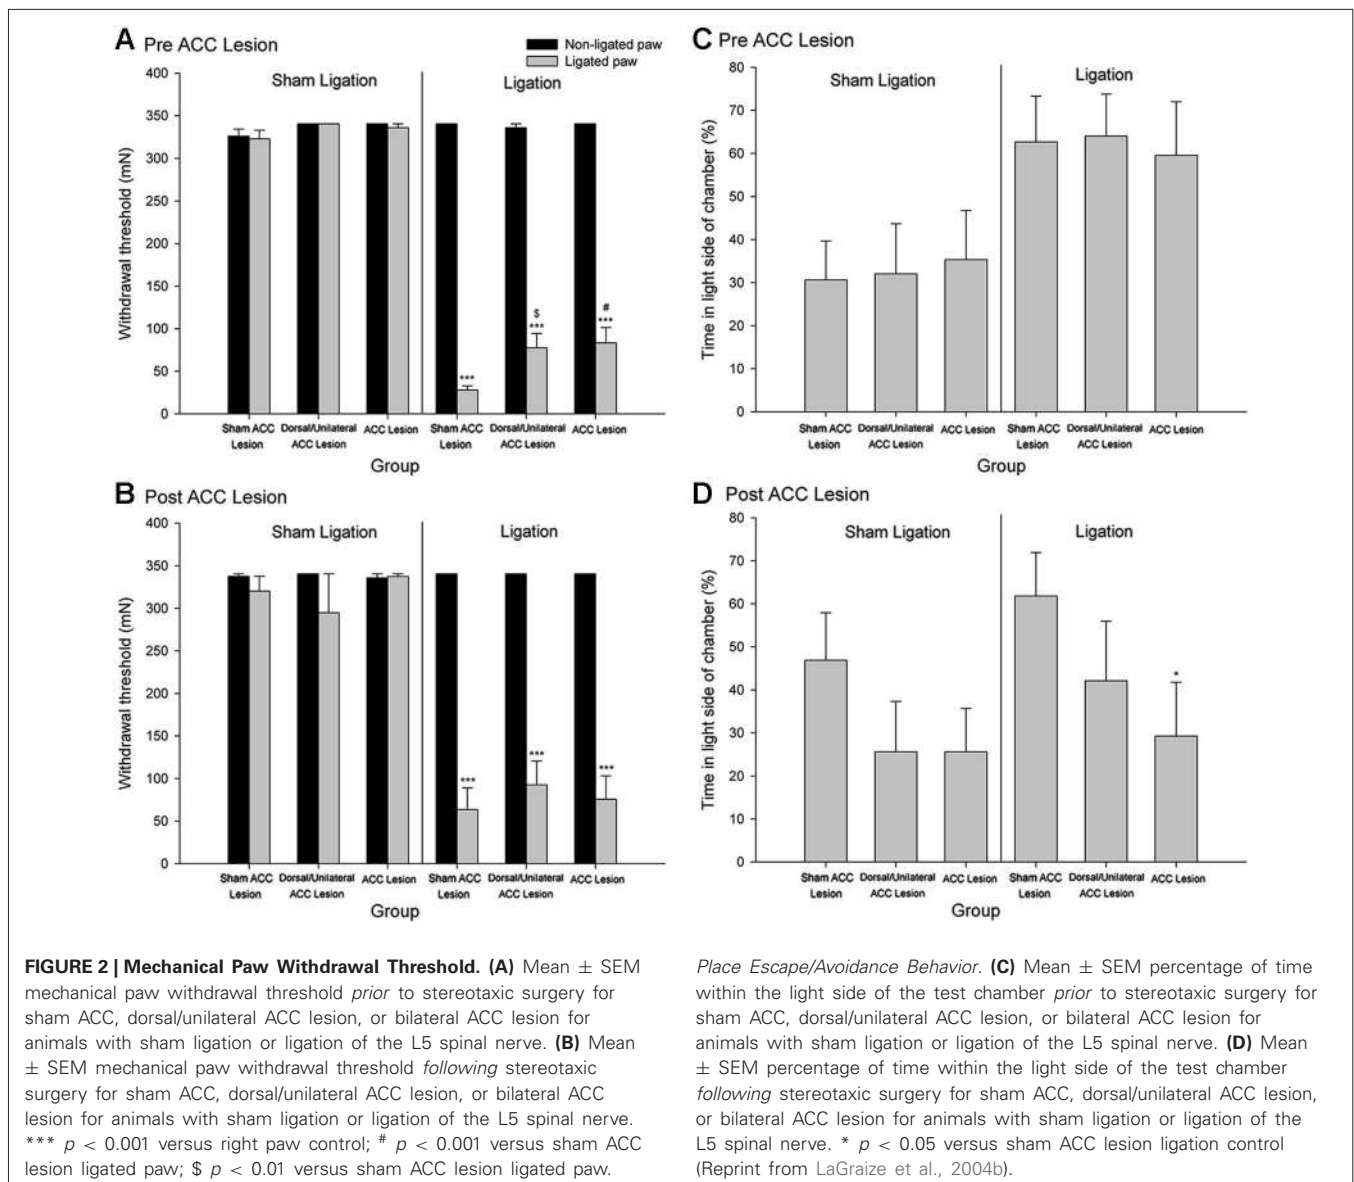 A Pre ACC Lesion
Non-ligated paw
Ligated paw
Sham Ligation
Ligation
Withdrawal threshold (mN)
400
350
300
250
200
150
100
50
0
***
$
***
#
***
Sham ACC Lesion
Dorsal/Unilateral ACC Lesion
ACC Lesion
Sham ACC Lesion
Dorsal/Unilateral ACC Lesion
ACC Lesion
Group
C Pre ACC Lesion
Sham Ligation
Ligation
Time in light side of chamber (%)
80
70
60
50
40
30
20
10
0
Sham ACC Lesion
Dorsal/Unilateral ACC Lesion
ACC Lesion
Sham ACC Lesion
Dorsal/Unilateral ACC Lesion
ACC Lesion
Group
B Post ACC Lesion
Sham Ligation
Ligation
Withdrawal threshold (mN)
400
350
300
250
200
150
100
50
0
***
***
***
Sham ACC Lesion
Dorsal/Unilateral ACC Lesion
ACC Lesion
Sham ACC Lesion
Dorsal/Unilateral ACC Lesion
ACC Lesion
Group
D Post ACC Lesion
Sham Ligation
Ligation
Time in light side of chamber (%)
80
70
60
50
40
30
20
10
0
*
Sham ACC Lesion
Dorsal/Unilateral ACC Lesion
ACC Lesion
Sham ACC Lesion
Dorsal/Unilateral ACC Lesion
ACC Lesion
Group
FIGURE 2 | Mechanical Paw Withdrawal Threshold. (A) Mean ± SEM
mechanical paw withdrawal threshold prior to stereotaxic surgery for
sham ACC, dorsal/unilateral ACC lesion, or bilateral ACC lesion for
animals with sham ligation or ligation of the L5 spinal nerve. (B) Mean
± SEM mechanical paw withdrawal threshold following stereotaxic
surgery for sham ACC, dorsal/unilateral ACC lesion, or bilateral ACC
lesion for animals with sham ligation or ligation of the L5 spinal nerve.
*** p < 0.001 versus right paw control; # p < 0.001 versus sham ACC
lesion ligated paw; $ p < 0.01 versus sham ACC lesion ligated paw.
Place Escape/Avoidance Behavior. (C) Mean ± SEM percentage of time
within the light side of the test chamber prior to stereotaxic surgery for
sham ACC, dorsal/unilateral ACC lesion, or bilateral ACC lesion for
animals with sham ligation or ligation of the L5 spinal nerve. (D) Mean
± SEM percentage of time within the light side of the test chamber
following stereotaxic surgery for sham ACC, dorsal/unilateral ACC lesion,
or bilateral ACC lesion for animals with sham ligation or ligation of the
L5 spinal nerve. * p < 0.05 versus sham ACC lesion ligation control
(Reprint from LaGraize et al., 2004b).